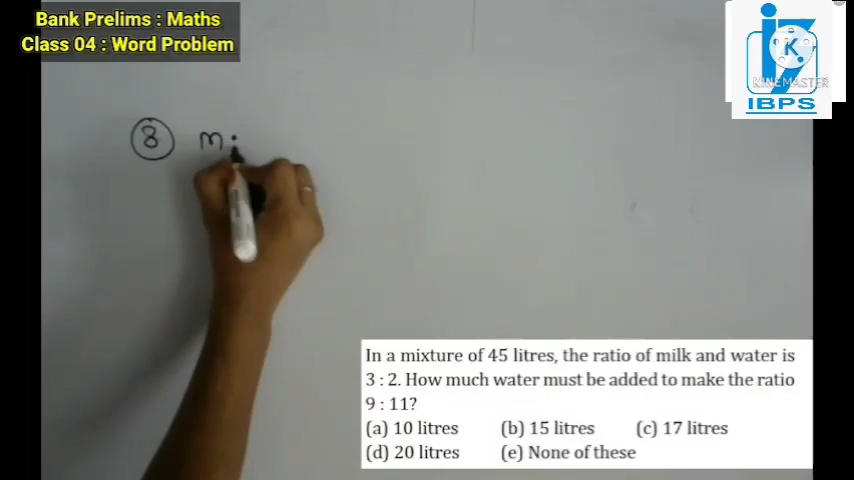 Bank Prelims : Maths
Class 04 : Word Problem
K
KINEMASTER
IBPS
8 m :
In a mixture of 45 litres, the ratio of milk and water is
3 : 2. How much water must be added to make the ratio
9 : 11?
(a) 10 litres (b) 15 litres (c) 17 litres
(d) 20 litres (e) None of these